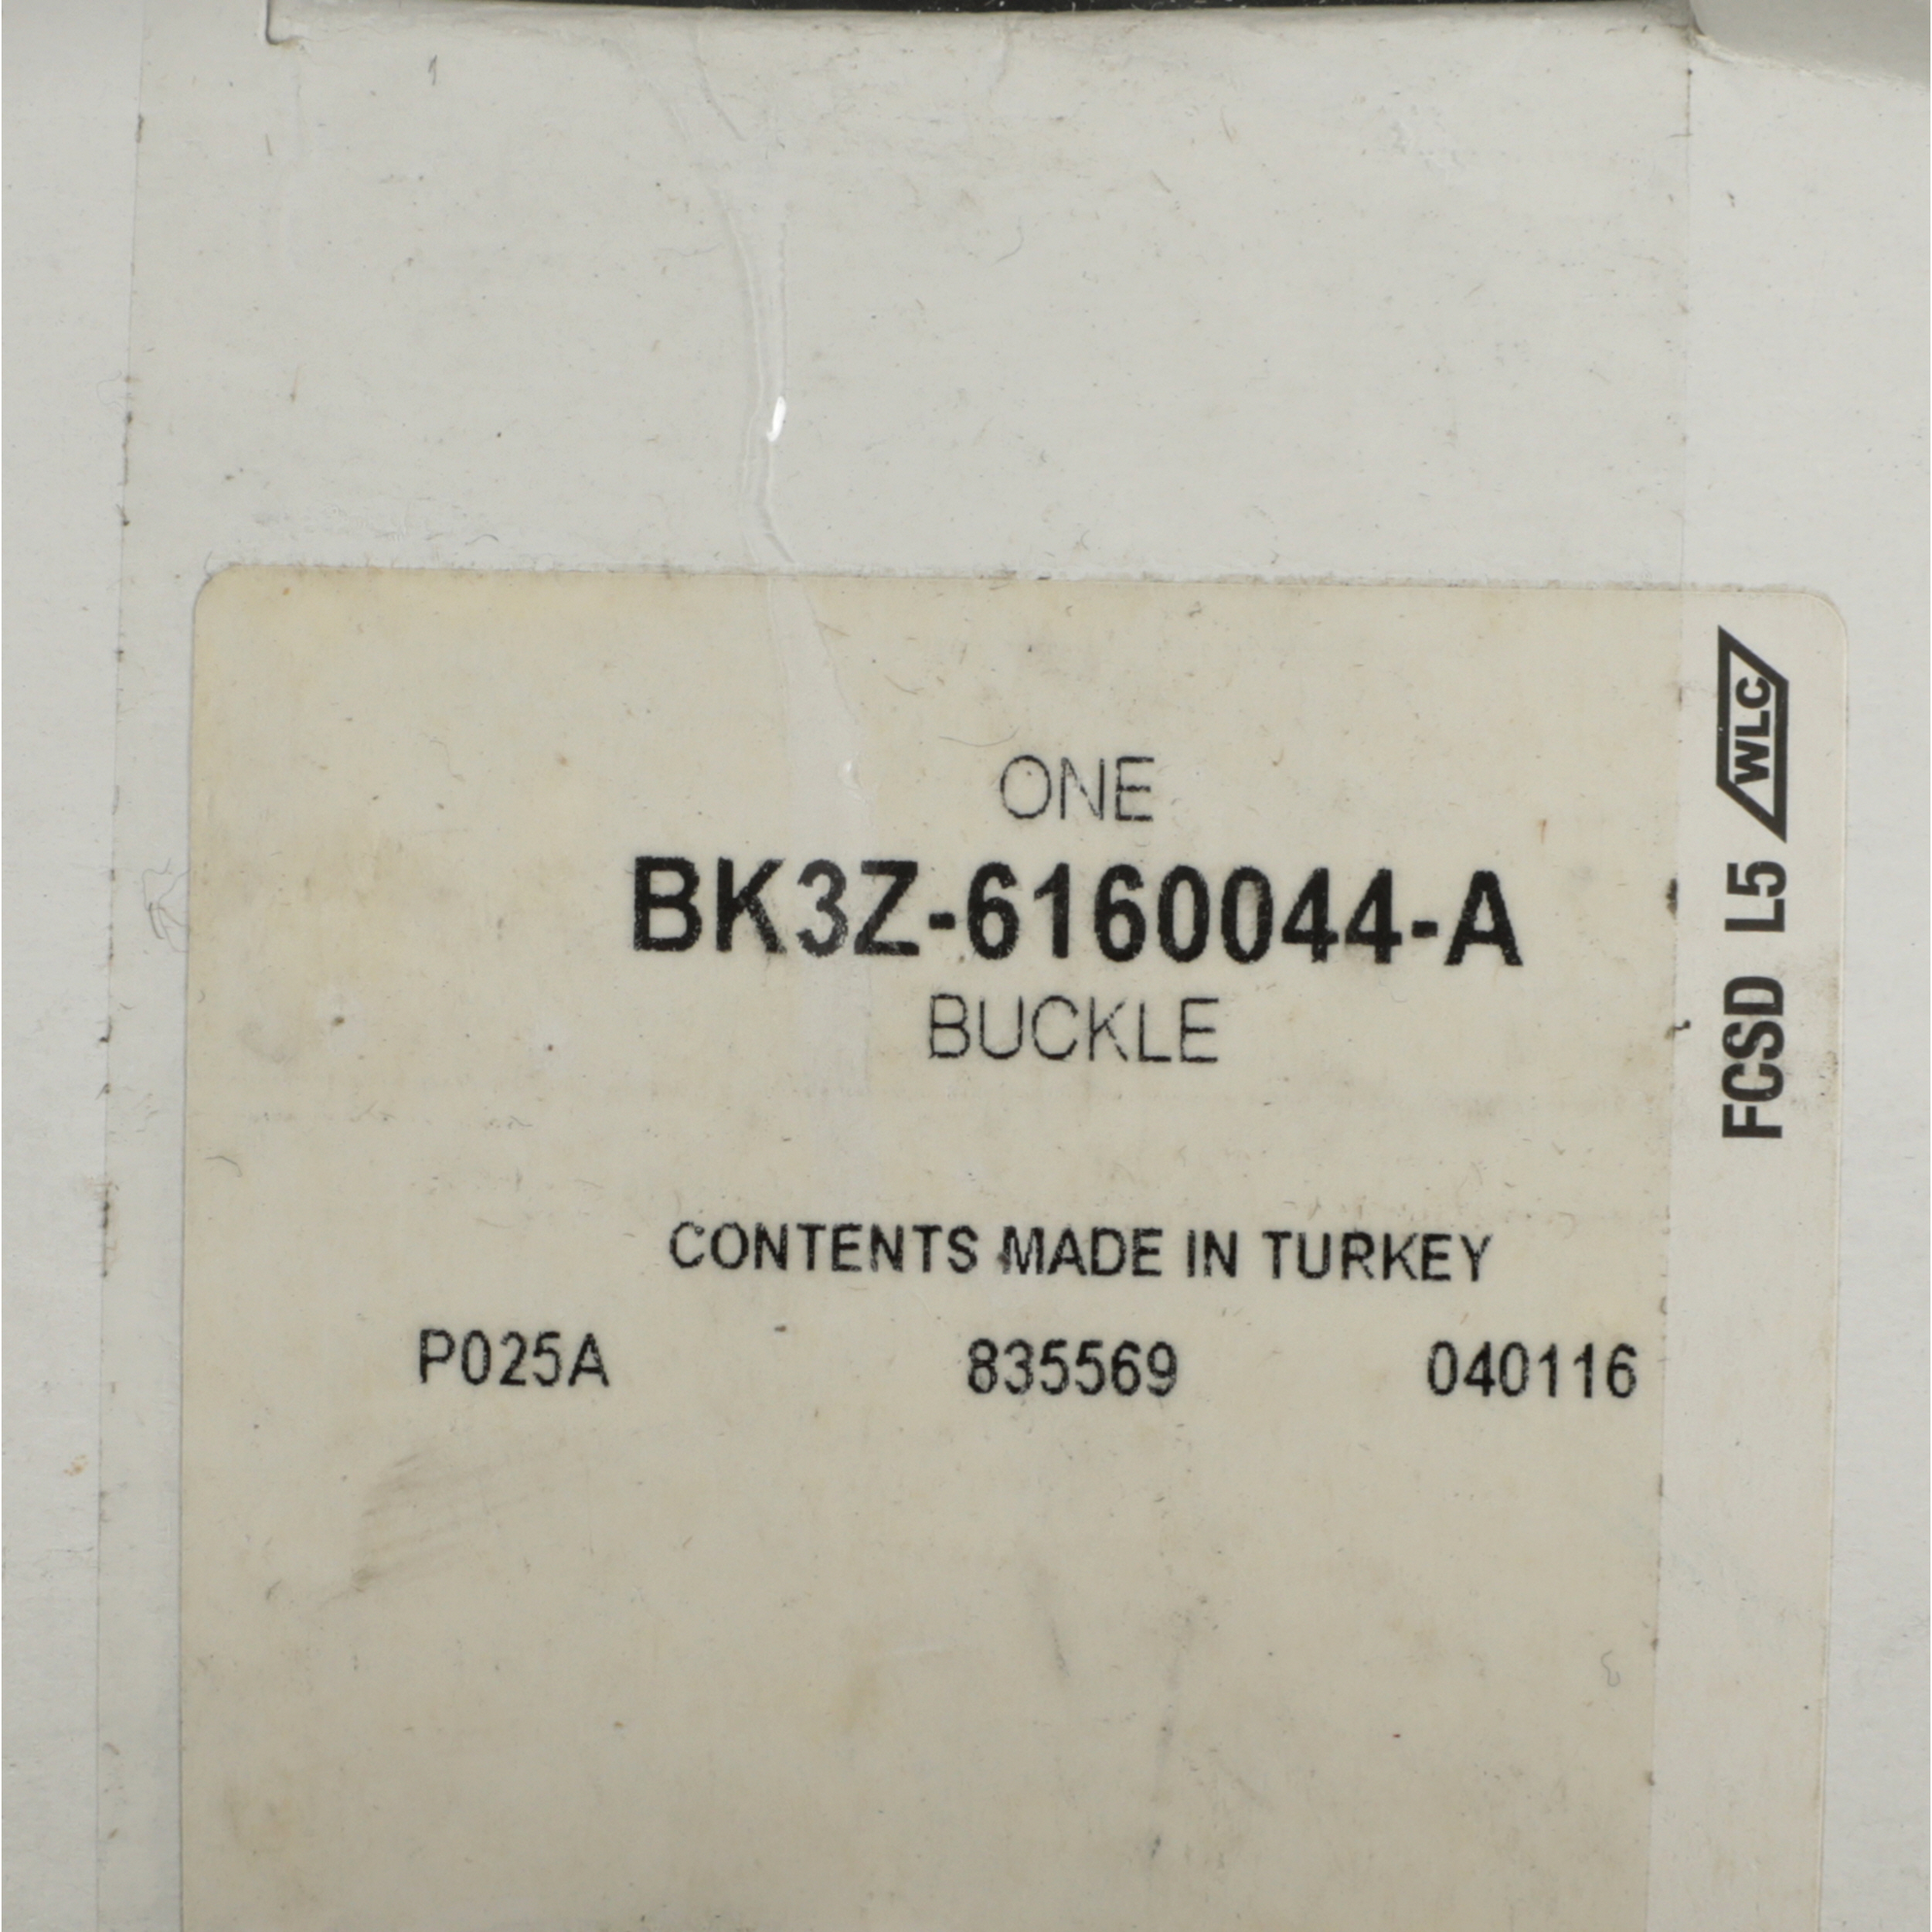 ONE
BK3Z-6160044-A
BUCKLE
CONTENTS MADE IN TURKEY
P025A 835569 040116
FCSD L5 WLC